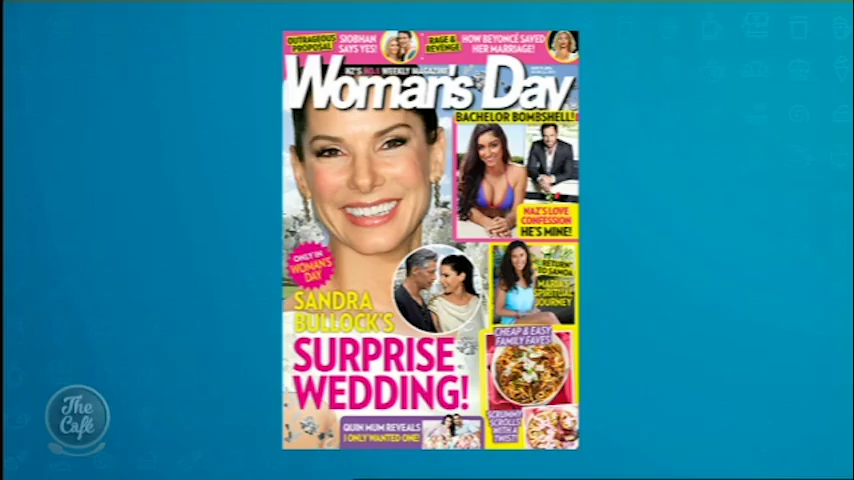 OUTRAGEOUS
PROPOSAL
SIOBHAN
SAYS YES!
RAGE &
REVENGE
HOW BEYONCÉ SAVED
HER MARRIAGE!
NZ'S NO.1 WEEKLY MAGAZINE
Woman's Day
BACHELOR BOMBSHELL!
NAZ'S LOVE
CONFESSION
HE'S MINE!
ONLY IN
WOMAN'S
DAY
RETURN
TO SAMOA
MARIA'S
SPIRITUAL
JOURNEY
SANDRA
BULLOCK'S
SURPRISE
WEDDING!
CHEAP & EASY
FAMILY FAVES!
SCRUMMY
SCROLLS
WITH A
TWIST!
QUIN MUM REVEALS
I ONLY WANTED ONE!
The
Café